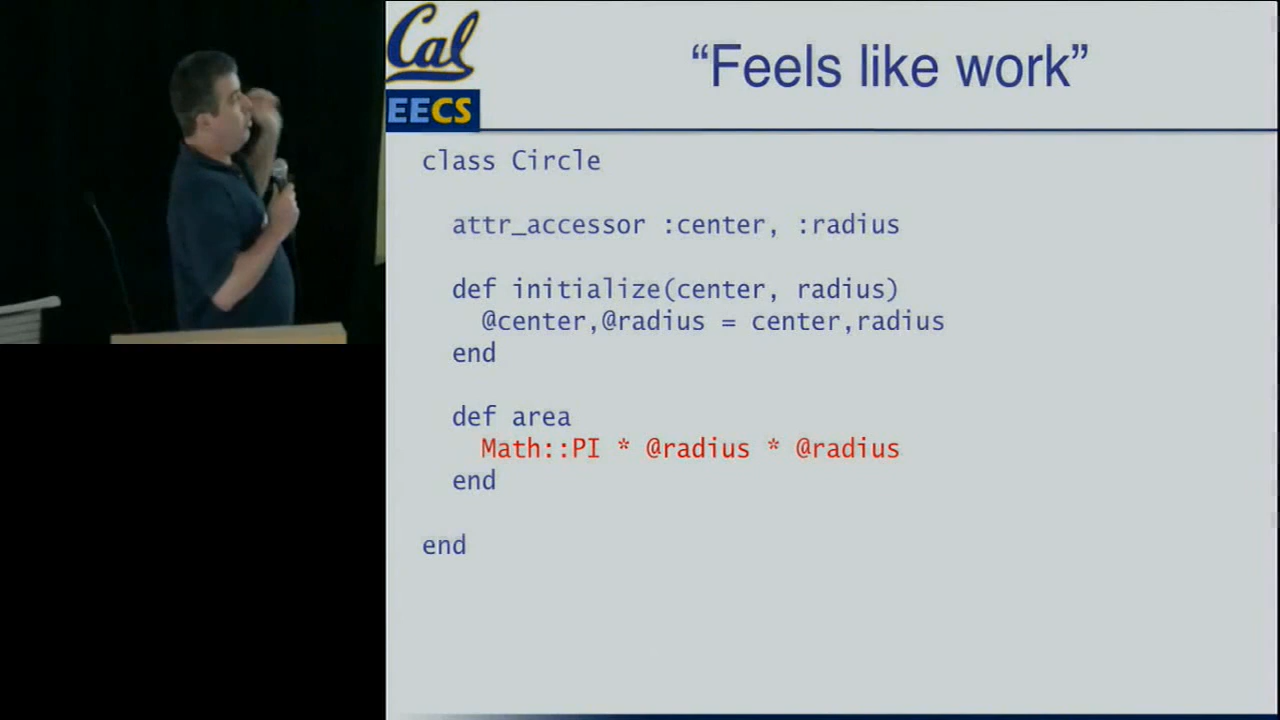 Cal
EECS
“Feels like work”
class Circle
attr_accessor :center, :radius
def initialize(center, radius)
@center,@radius = center,radius
end
def area
Math::PI * @radius * @radius
end
end